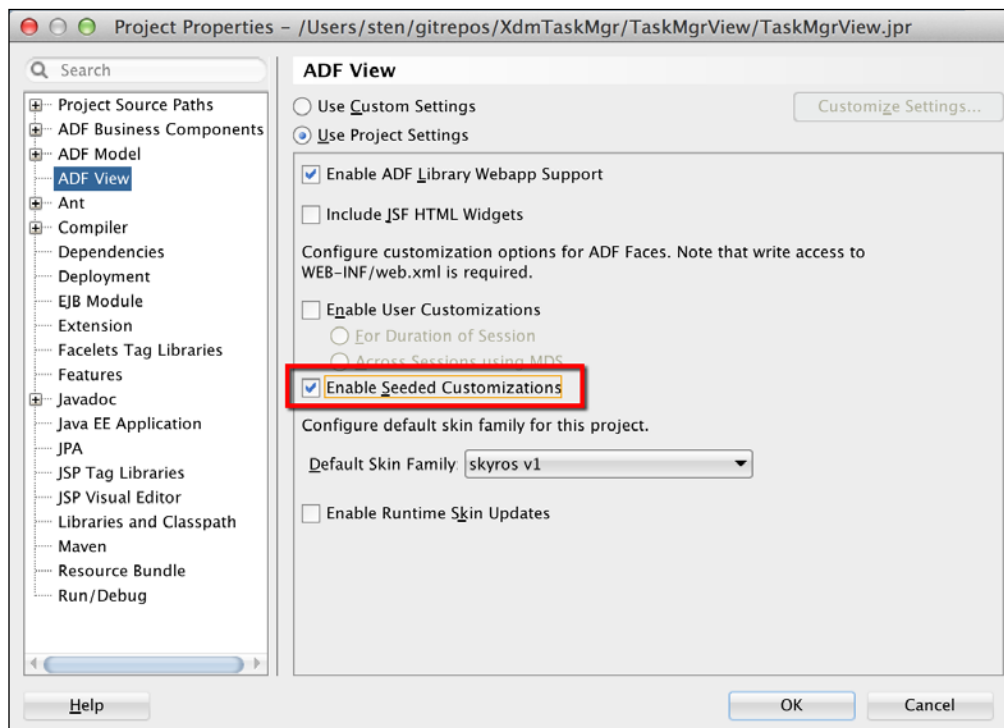 Project Properties – /Users/sten/gitrepos/XdmTaskMgr/TaskMgrView/TaskMgrView.jpr
Search
Project Source Paths
ADF Business Components
ADF Model
ADF View
Ant
Compiler
Dependencies
Deployment
EJB Module
Extension
Facelets Tag Libraries
Features
Javadoc
Java EE Application
JPA
JSP Tag Libraries
JSP Visual Editor
Libraries and Classpath
Maven
Resource Bundle
Run/Debug
ADF View
Use Custom Settings
Customize Settings...
Use Project Settings
Enable ADF Library Webapp Support
Include JSF HTML Widgets
Configure customization options for ADF Faces. Note that write access to
WEB-INF/web.xml is required.
Enable User Customizations
For Duration of Session
Across Sessions using MDS
Enable Seeded Customizations
Configure default skin family for this project.
Default Skin Family: skyros v1
Enable Runtime Skin Updates
Help
OK
Cancel